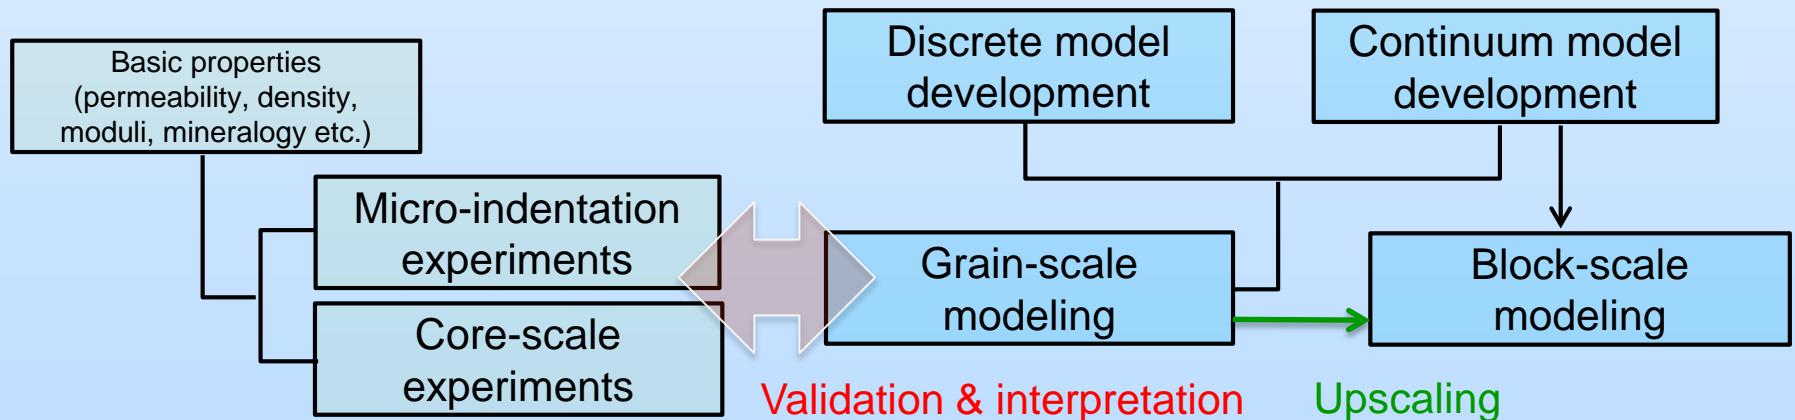 Basic properties
(permeability, density,
moduli, mineralogy etc.)
Discrete model
development
Continuum model
development
Micro-indentation
experiments
Core-scale
experiments
Grain-scale
modeling
Block-scale
modeling
Validation & interpretation
Upscaling